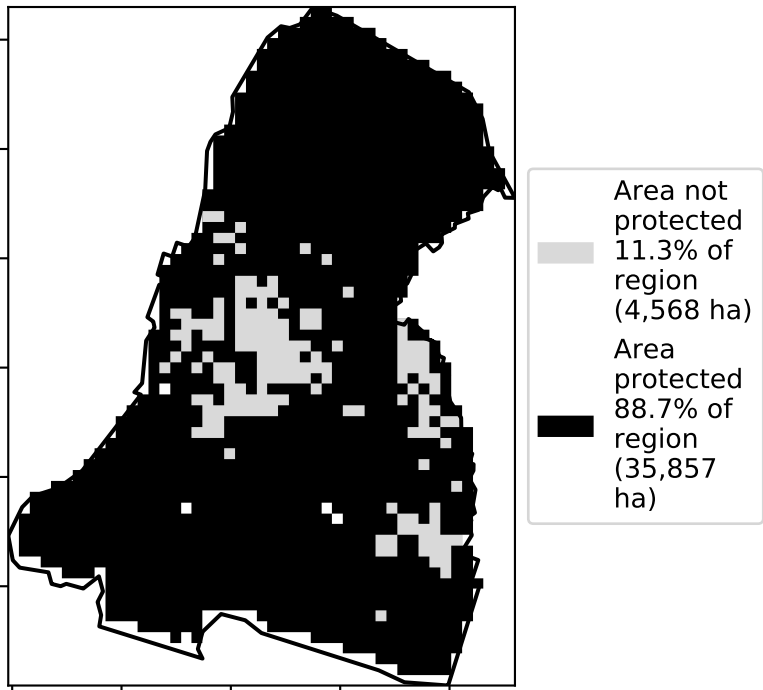 Area not
protected
11.3% of
region
(4,568 ha)
Area
protected
88.7% of
region
(35,857
ha)